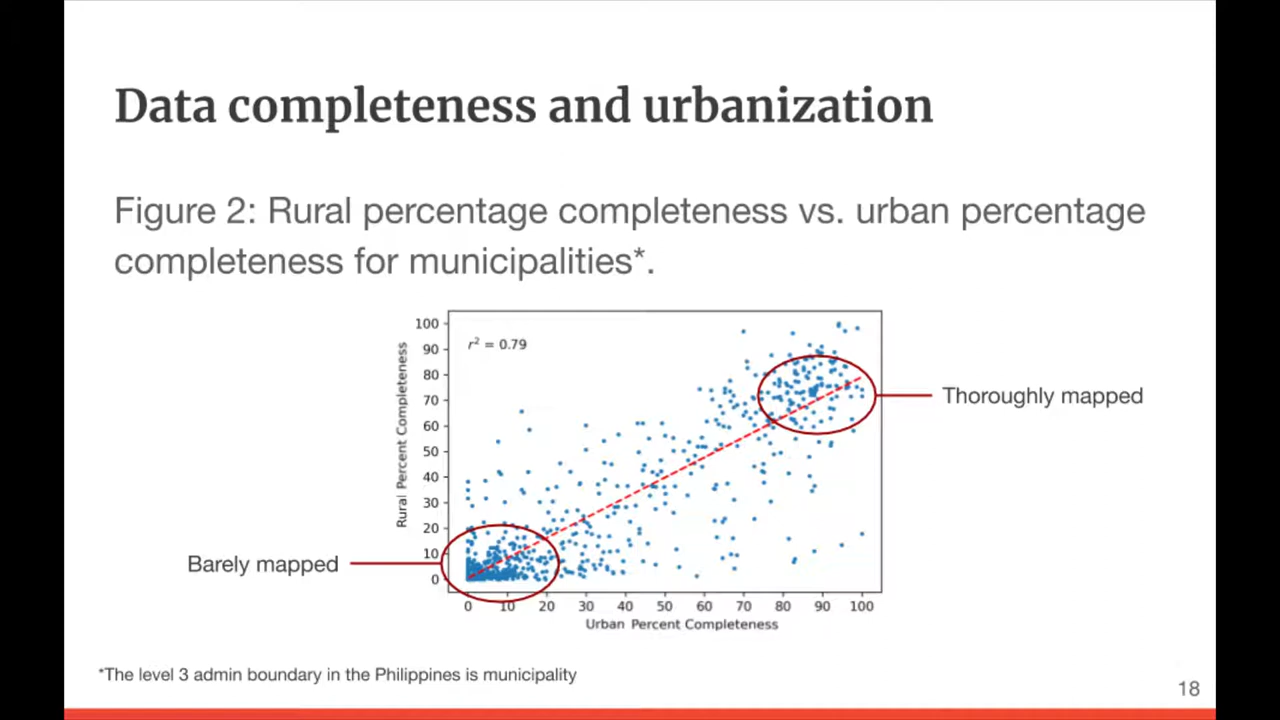 Data completeness and urbanization
Figure 2: Rural percentage completeness vs. urban percentage
completeness for municipalities*.
r² = 0.79
Rural Percent Completeness
100
90
80
70
60
50
40
30
20
10
0
0 10 20 30 40 50 60 70 80 90 100
Urban Percent Completeness
Thoroughly mapped
Barely mapped
*The level 3 admin boundary in the Philippines is municipality
18